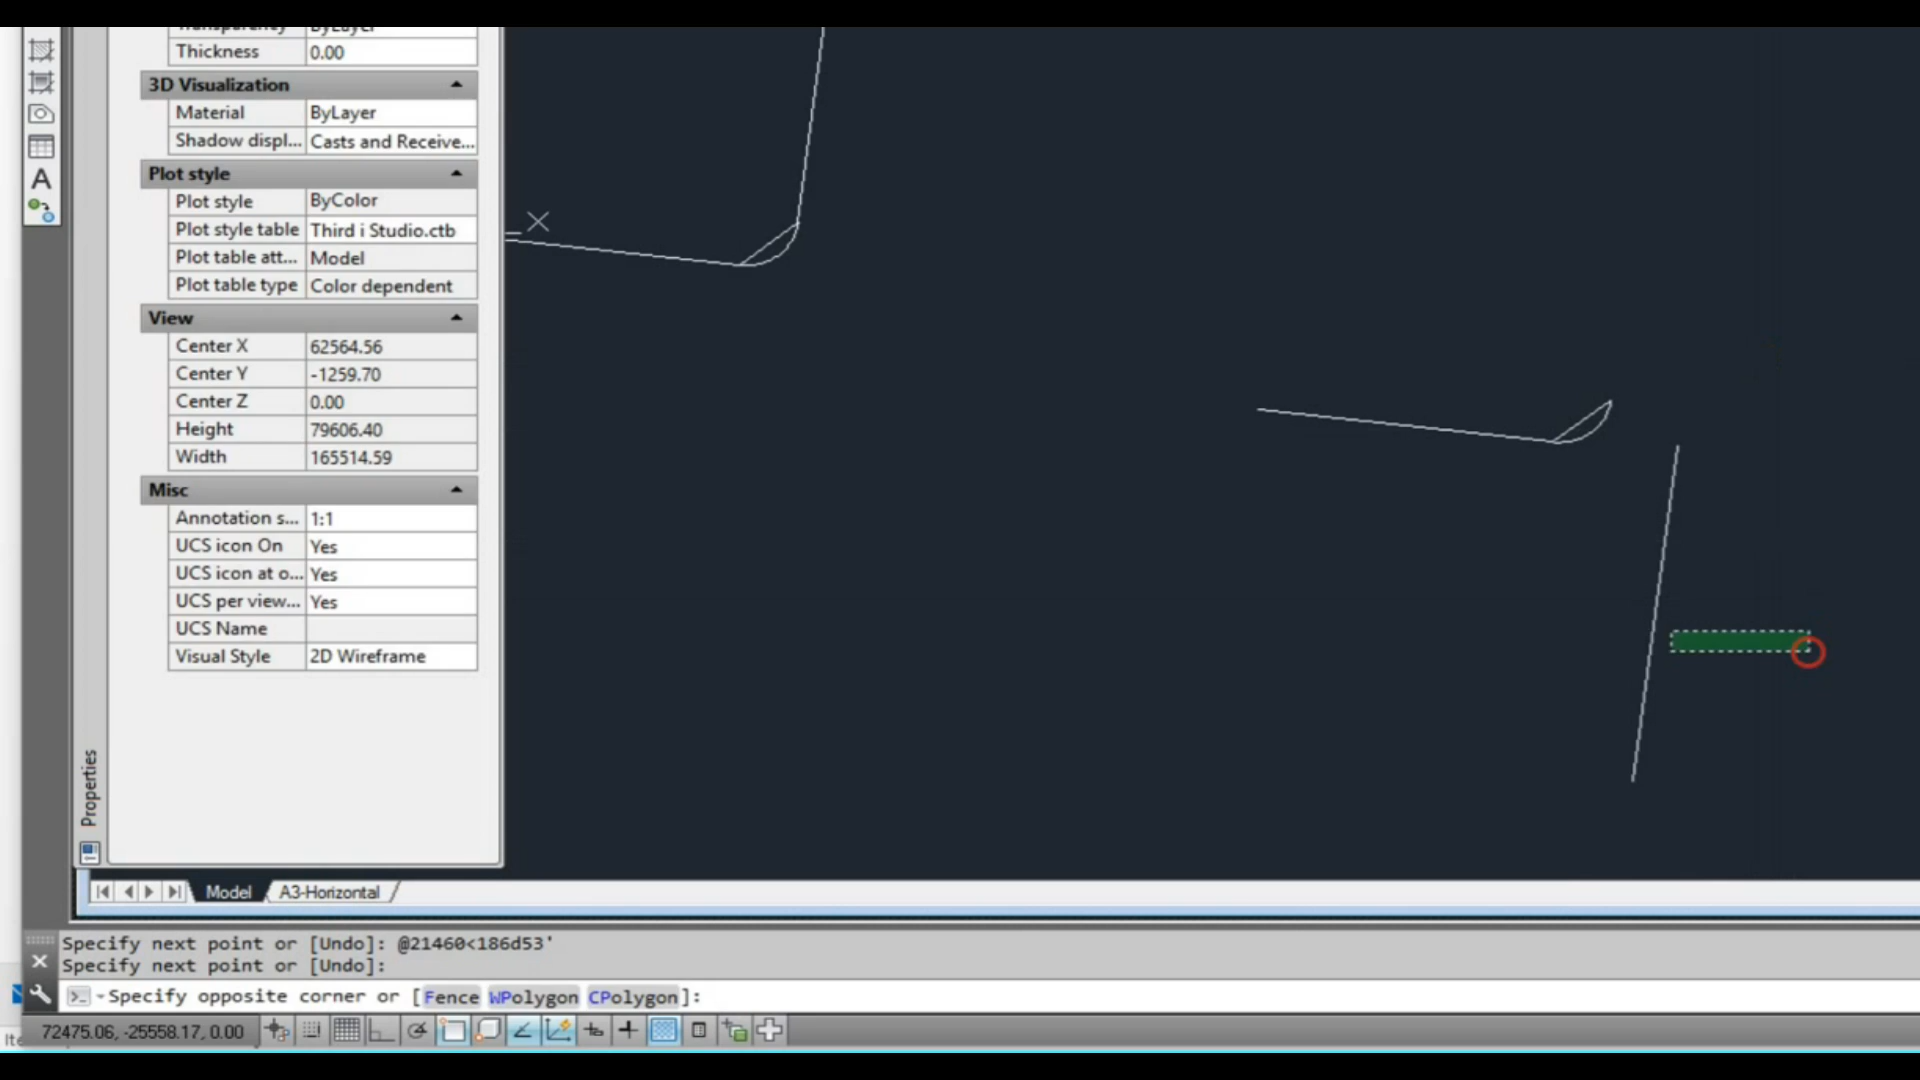 Transparency ByLayer
Thickness 0.00
3D Visualization
Material ByLayer
Shadow displ... Casts and Receive...
Plot style
Plot style ByColor
Plot style table Third i Studio.ctb
Plot table att... Model
Plot table type Color dependent
View
Center X 62564.56
Center Y -1259.70
Center Z 0.00
Height 79606.40
Width 165514.59
Misc
Annotation s... 1:1
UCS icon On Yes
UCS icon at o... Yes
UCS per view... Yes
UCS Name
Visual Style 2D Wireframe
Properties
Model A3-Horizontal
Specify next point or [Undo]: @21460<186d53'
Specify next point or [Undo]:
Specify opposite corner or [Fence WPolygon CPolygon]:
72475.06, -25558.17, 0.00